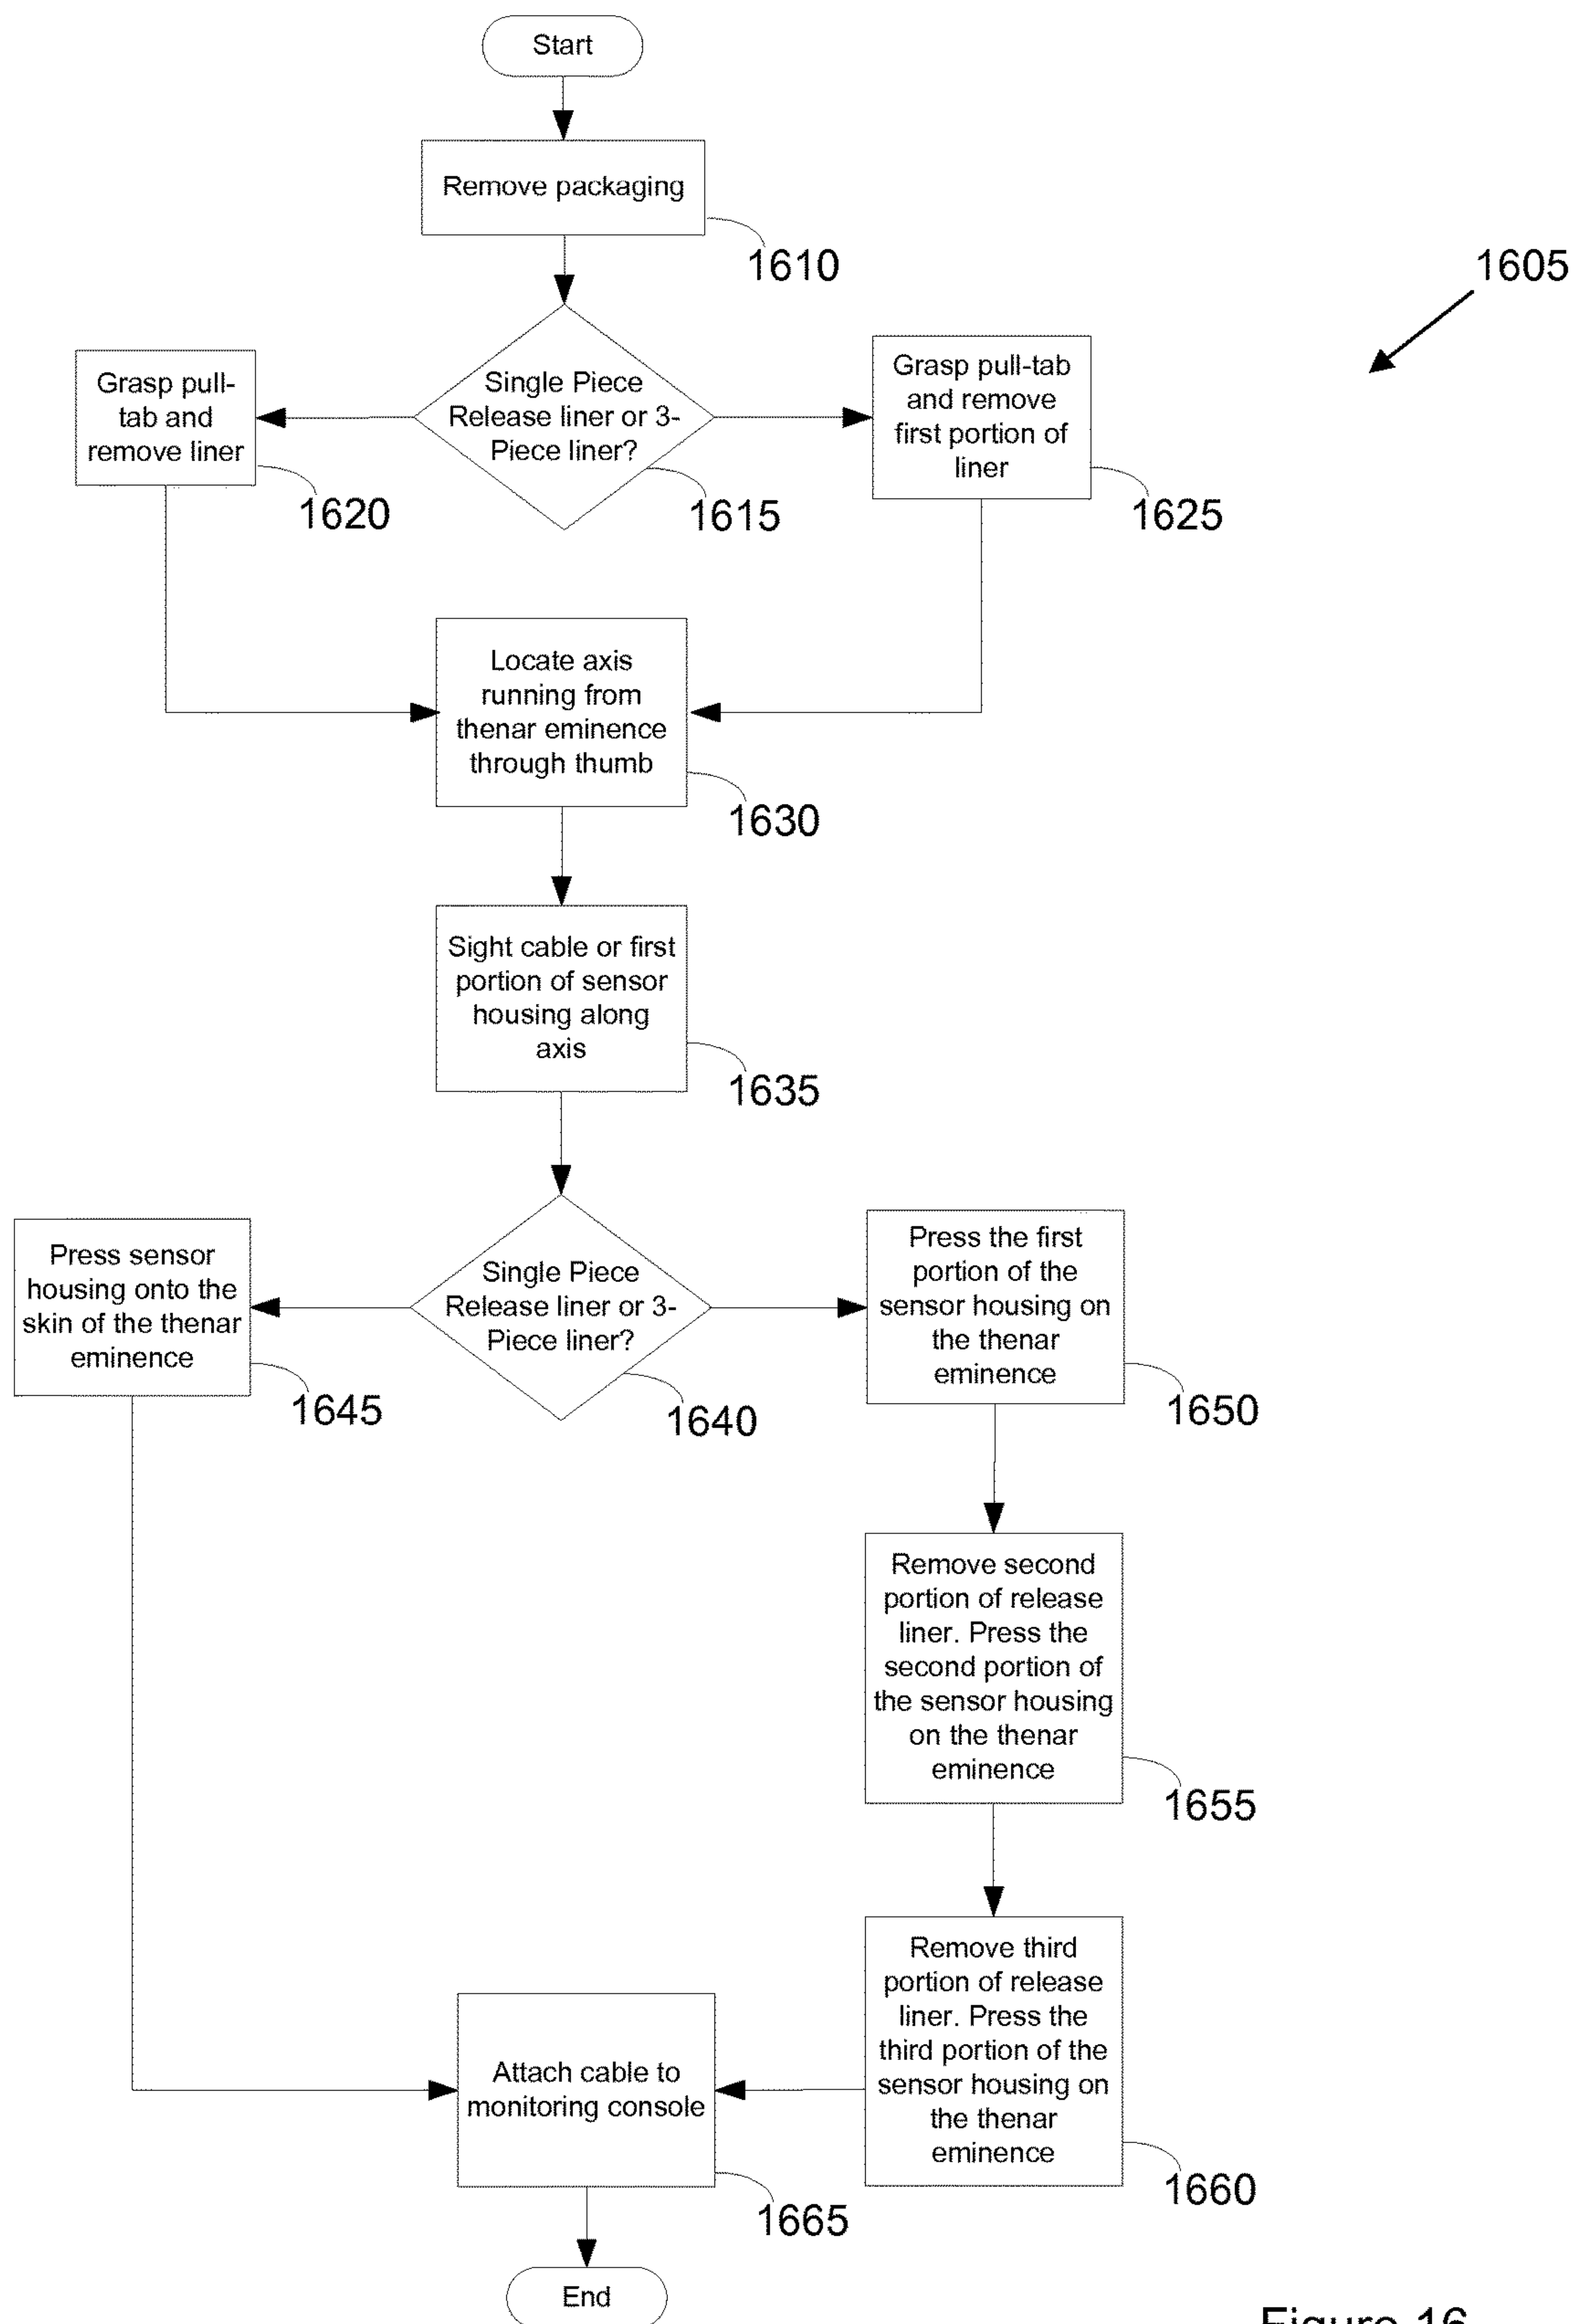 Start
Remove packaging
1610
1605
Single Piece
Release liner or 3-
Piece liner?
1615
Grasp pull-
tab and
remove liner
1620
Grasp pull-tab
and remove
first portion of
liner
1625
Locate axis
running from
thenar eminence
through thumb
1630
Sight cable or first
portion of sensor
housing along
axis
1635
Single Piece
Release liner or 3-
Piece liner?
1640
Press sensor
housing onto the
skin of the thenar
eminence
1645
Press the first
portion of the
sensor housing on
the thenar
eminence
1650
Remove second
portion of release
liner. Press the
second portion of
the sensor housing
on the thenar
eminence
1655
Remove third
portion of release
liner. Press the
third portion of the
sensor housing on
the thenar
eminence
1660
Attach cable to
monitoring console
1665
End
Figure 16